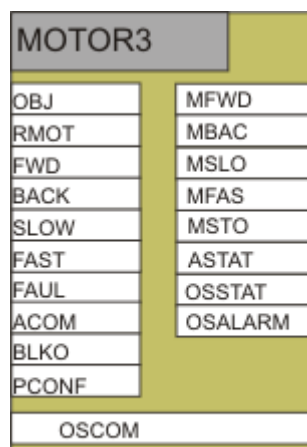 MOTOR3
OBJ
RMOT
FWD
BACK
SLOW
FAST
FAUL
ACOM
BLKO
PCONF
MFWD
MBAC
MSLO
MFAS
MSTO
ASTAT
OSSTAT
OSALARM
OSCOM